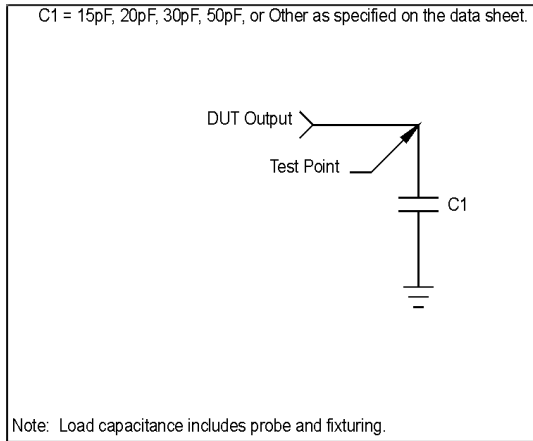 C1 = 15pF, 20pF, 30pF, 50pF, or Other as specified on the data sheet.
DUT Output
Test Point
C1
Note: Load capacitance includes probe and fixturing.